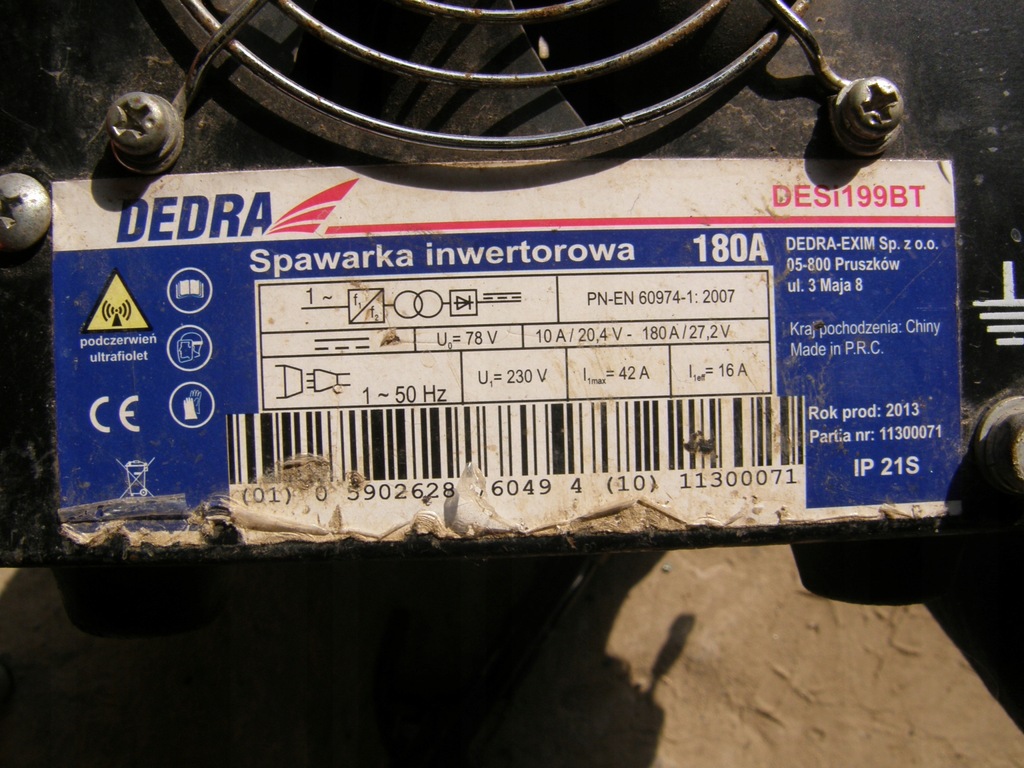 DEDRA
DESi199BT
Spawarka inwertorowa 180A
DEDRA-EXIM Sp. z o.o.
05-800 Pruszków
ul. 3 Maja 8
1 ~ f₁ f₂
PN-EN 60974-1: 2007
U₀= 78 V
10 A / 20,4 V - 180 A / 27,2 V
1 ~ 50 Hz
U₁= 230 V
I₁max= 42 A
I₁eff= 16 A
podczerwień
ultrafiolet
CE
Kraj pochodzenia: Chiny
Made in P.R.C.
Rok prod: 2013
Partia nr: 11300071
IP 21S
(01) 0 5902628 6049 4 (10) 11300071